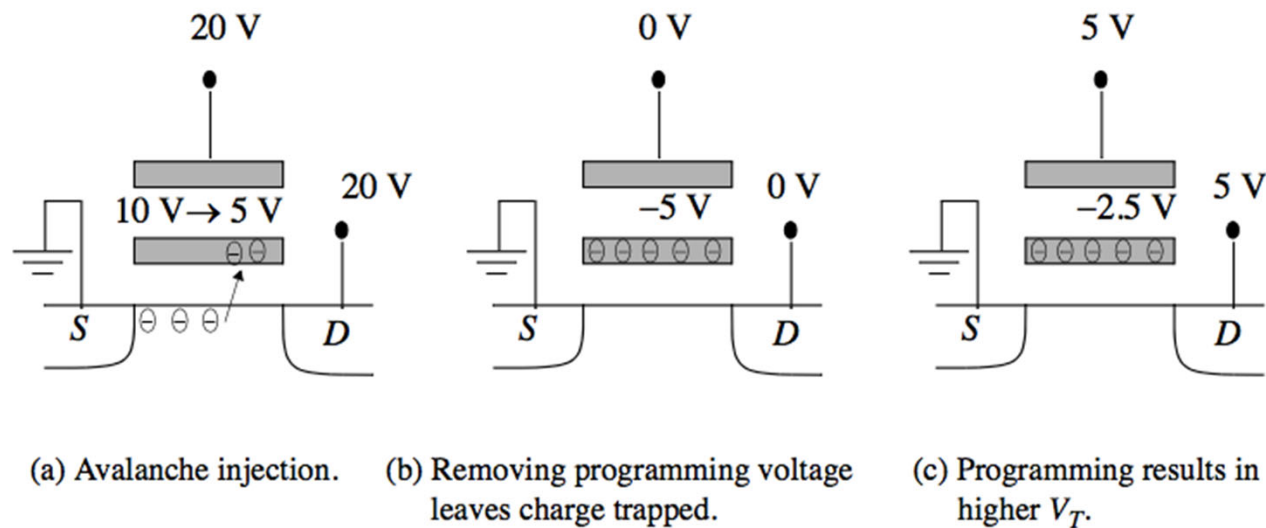 20 V
0 V
5 V
20 V
10 V→ 5 V
0 V
–5 V
5 V
–2.5 V
S
D
S
D
S
D
(a) Avalanche injection.
(b) Removing programming voltage
leaves charge trapped.
(c) Programming results in
higher V_T.